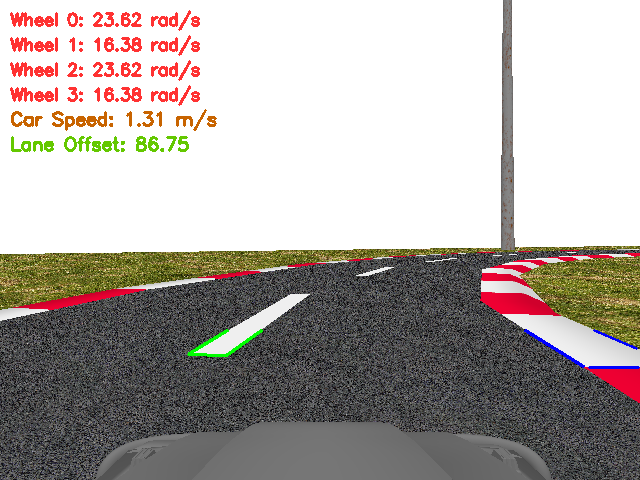 Wheel 0: 23.62 rad/s
Wheel 1: 16.38 rad/s
Wheel 2: 23.62 rad/s
Wheel 3: 16.38 rad/s
Car Speed: 1.31 m/s
Lane Offset: 86.75